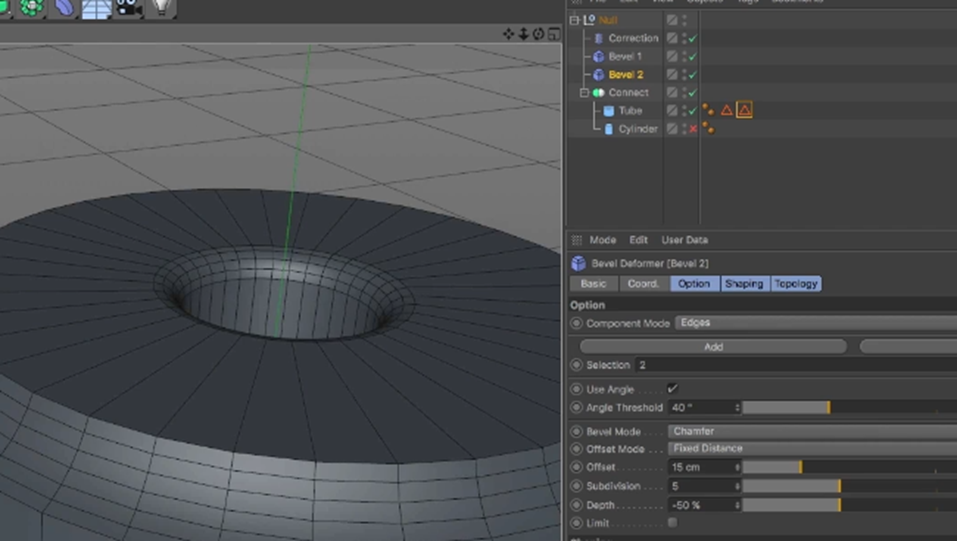 Null
Correction
Bevel 1
Bevel 2
Connect
Tube
Cylinder
Mode Edit User Data
Bevel Deformer [Bevel 2]
Basic Coord. Option Shaping Topology
Option
Component Mode Edges
Add
Selection 2
Use Angle
Angle Threshold 40 °
Bevel Mode . . . . Chamfer
Offset Mode . . . Fixed Distance
Offset . . . . . . . 15 cm
Subdivision . . . . 5
Depth . . . . . . . -50 %
Limit . . . . . . . .